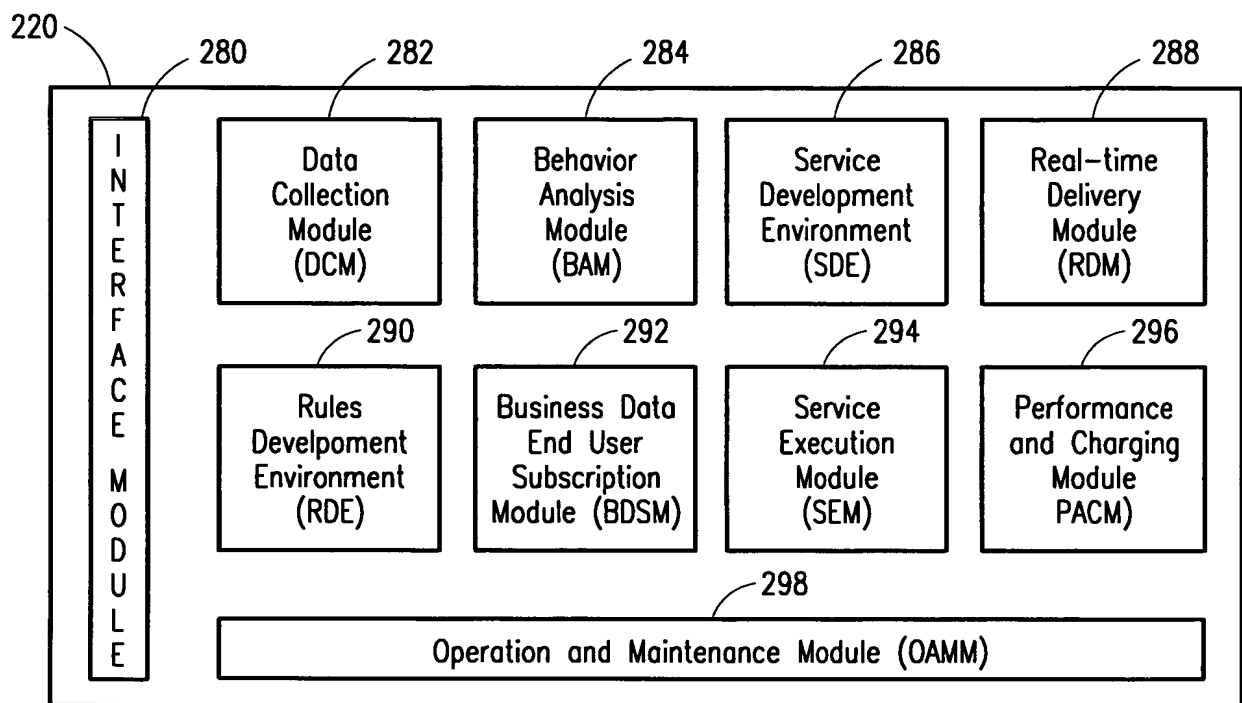 220
280
282
284
286
288
INTERFACE MODULE
Data
Collection
Module
(DCM)
Behavior
Analysis
Module
(BAM)
Service
Development
Environment
(SDE)
Real-time
Delivery
Module
(RDM)
290
292
294
296
Rules
Develpoment
Environment
(RDE)
Business Data
End User
Subscription
Module (BDSM)
Service
Execution
Module
(SEM)
Performance
and Charging
Module
PACM)
298
Operation and Maintenance Module (OAMM)